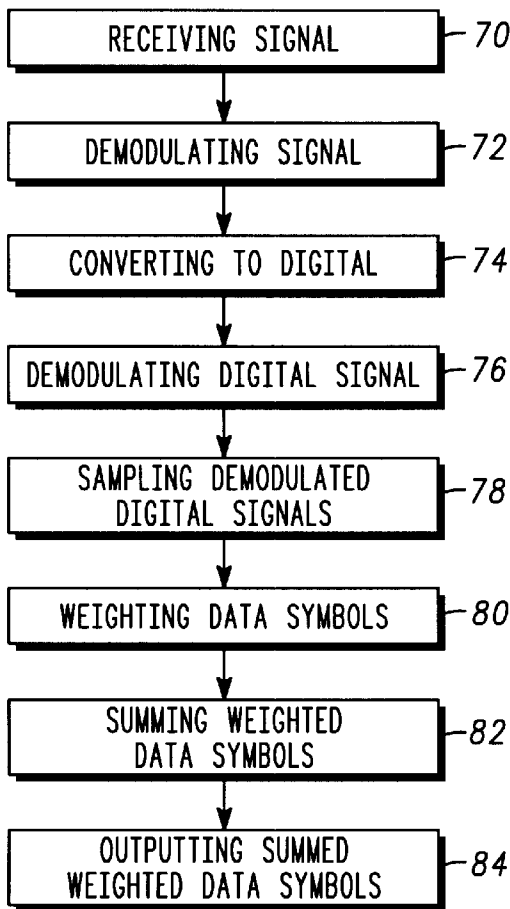 RECEIVING SIGNAL 70
DEMODULATING SIGNAL 72
CONVERTING TO DIGITAL 74
DEMODULATING DIGITAL SIGNAL 76
SAMPLING DEMODULATED
DIGITAL SIGNALS 78
WEIGHTING DATA SYMBOLS 80
SUMMING WEIGHTED
DATA SYMBOLS 82
OUTPUTTING SUMMED
WEIGHTED DATA SYMBOLS 84